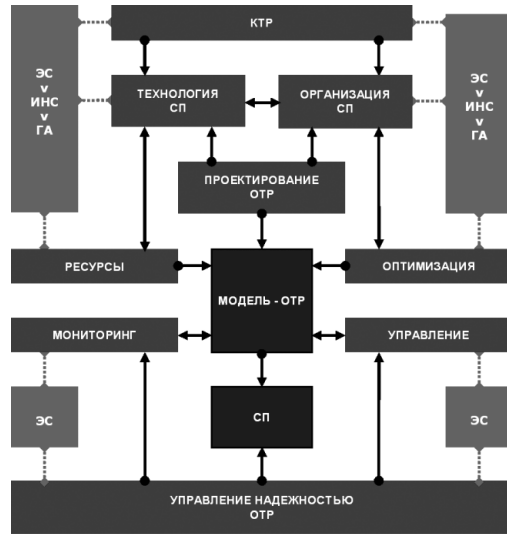 КТР
ЭС
v
ИНС
v
ГА
ТЕХНОЛОГИЯ
СП
ОРГАНИЗАЦИЯ
СП
ЭС
v
ИНС
v
ГА
ПРОЕКТИРОВАНИЕ
ОТР
РЕСУРСЫ
МОДЕЛЬ - ОТР
ОПТИМИЗАЦИЯ
МОНИТОРИНГ
УПРАВЛЕНИЕ
ЭС
СП
ЭС
УПРАВЛЕНИЕ НАДЕЖНОСТЬЮ
ОТР